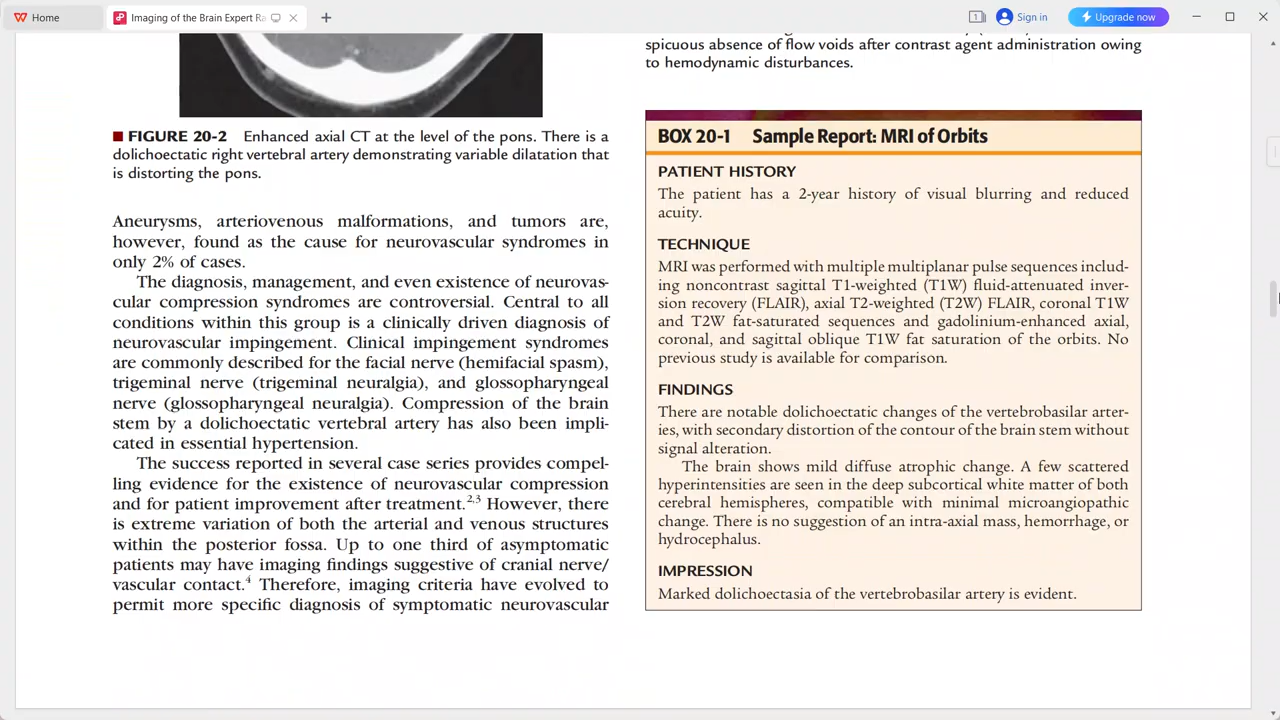 Home
Imaging of the Brain Expert Ra
Sign in
Upgrade now
FIGURE 20-2 Enhanced axial CT at the level of the pons. There is a
dolichoectatic right vertebral artery demonstrating variable dilatation that
is distorting the pons.
Aneurysms, arteriovenous malformations, and tumors are,
however, found as the cause for neurovascular syndromes in
only 2% of cases.
The diagnosis, management, and even existence of neurovas-
cular compression syndromes are controversial. Central to all
conditions within this group is a clinically driven diagnosis of
neurovascular impingement. Clinical impingement syndromes
are commonly described for the facial nerve (hemifacial spasm),
trigeminal nerve (trigeminal neuralgia), and glossopharyngeal
nerve (glossopharyngeal neuralgia). Compression of the brain
stem by a dolichoectatic vertebral artery has also been impli-
cated in essential hypertension.
The success reported in several case series provides compel-
ling evidence for the existence of neurovascular compression
and for patient improvement after treatment.2,3 However, there
is extreme variation of both the arterial and venous structures
within the posterior fossa. Up to one third of asymptomatic
patients may have imaging findings suggestive of cranial nerve/
vascular contact.4 Therefore, imaging criteria have evolved to
permit more specific diagnosis of symptomatic neurovascular
spicuous absence of flow voids after contrast agent administration owing
to hemodynamic disturbances.
BOX 20-1 Sample Report: MRI of Orbits
PATIENT HISTORY
The patient has a 2-year history of visual blurring and reduced
acuity.
TECHNIQUE
MRI was performed with multiple multiplanar pulse sequences includ-
ing noncontrast sagittal T1-weighted (T1W) fluid-attenuated inver-
sion recovery (FLAIR), axial T2-weighted (T2W) FLAIR, coronal T1W
and T2W fat-saturated sequences and gadolinium-enhanced axial,
coronal, and sagittal oblique T1W fat saturation of the orbits. No
previous study is available for comparison.
FINDINGS
There are notable dolichoectatic changes of the vertebrobasilar arter-
ies, with secondary distortion of the contour of the brain stem without
signal alteration.
The brain shows mild diffuse atrophic change. A few scattered
hyperintensities are seen in the deep subcortical white matter of both
cerebral hemispheres, compatible with minimal microangiopathic
change. There is no suggestion of an intra-axial mass, hemorrhage, or
hydrocephalus.
IMPRESSION
Marked dolichoectasia of the vertebrobasilar artery is evident.